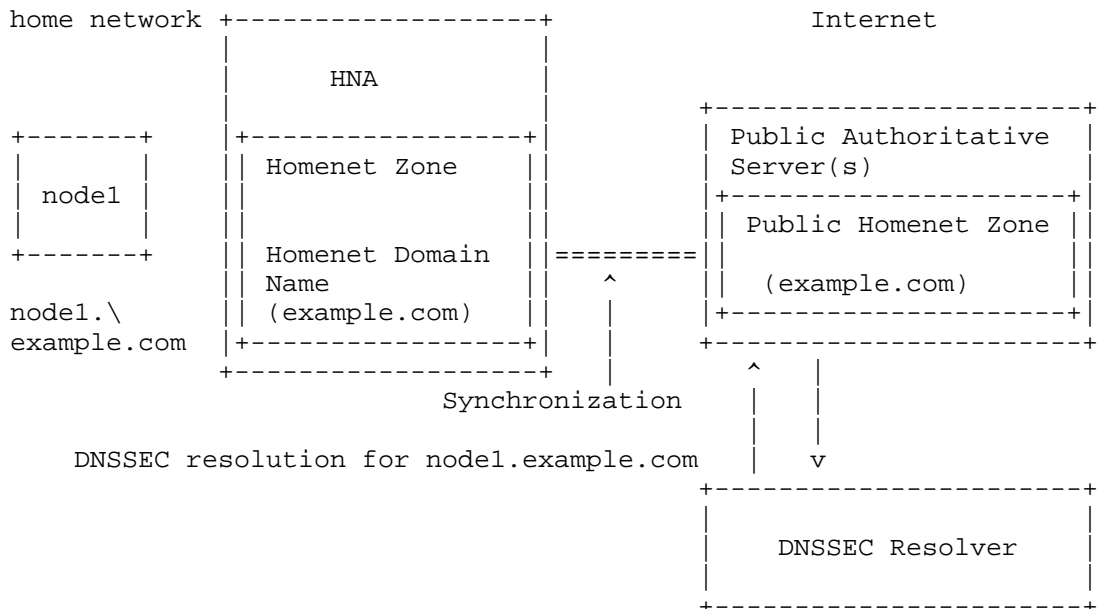 home network
Internet
HNA
node1
node1.\
example.com
Homenet Zone
Homenet Domain
Name
(example.com)
=========
^
Synchronization
Public Authoritative
Server(s)
Public Homenet Zone
(example.com)
^
DNSSEC resolution for node1.example.com
v
DNSSEC Resolver